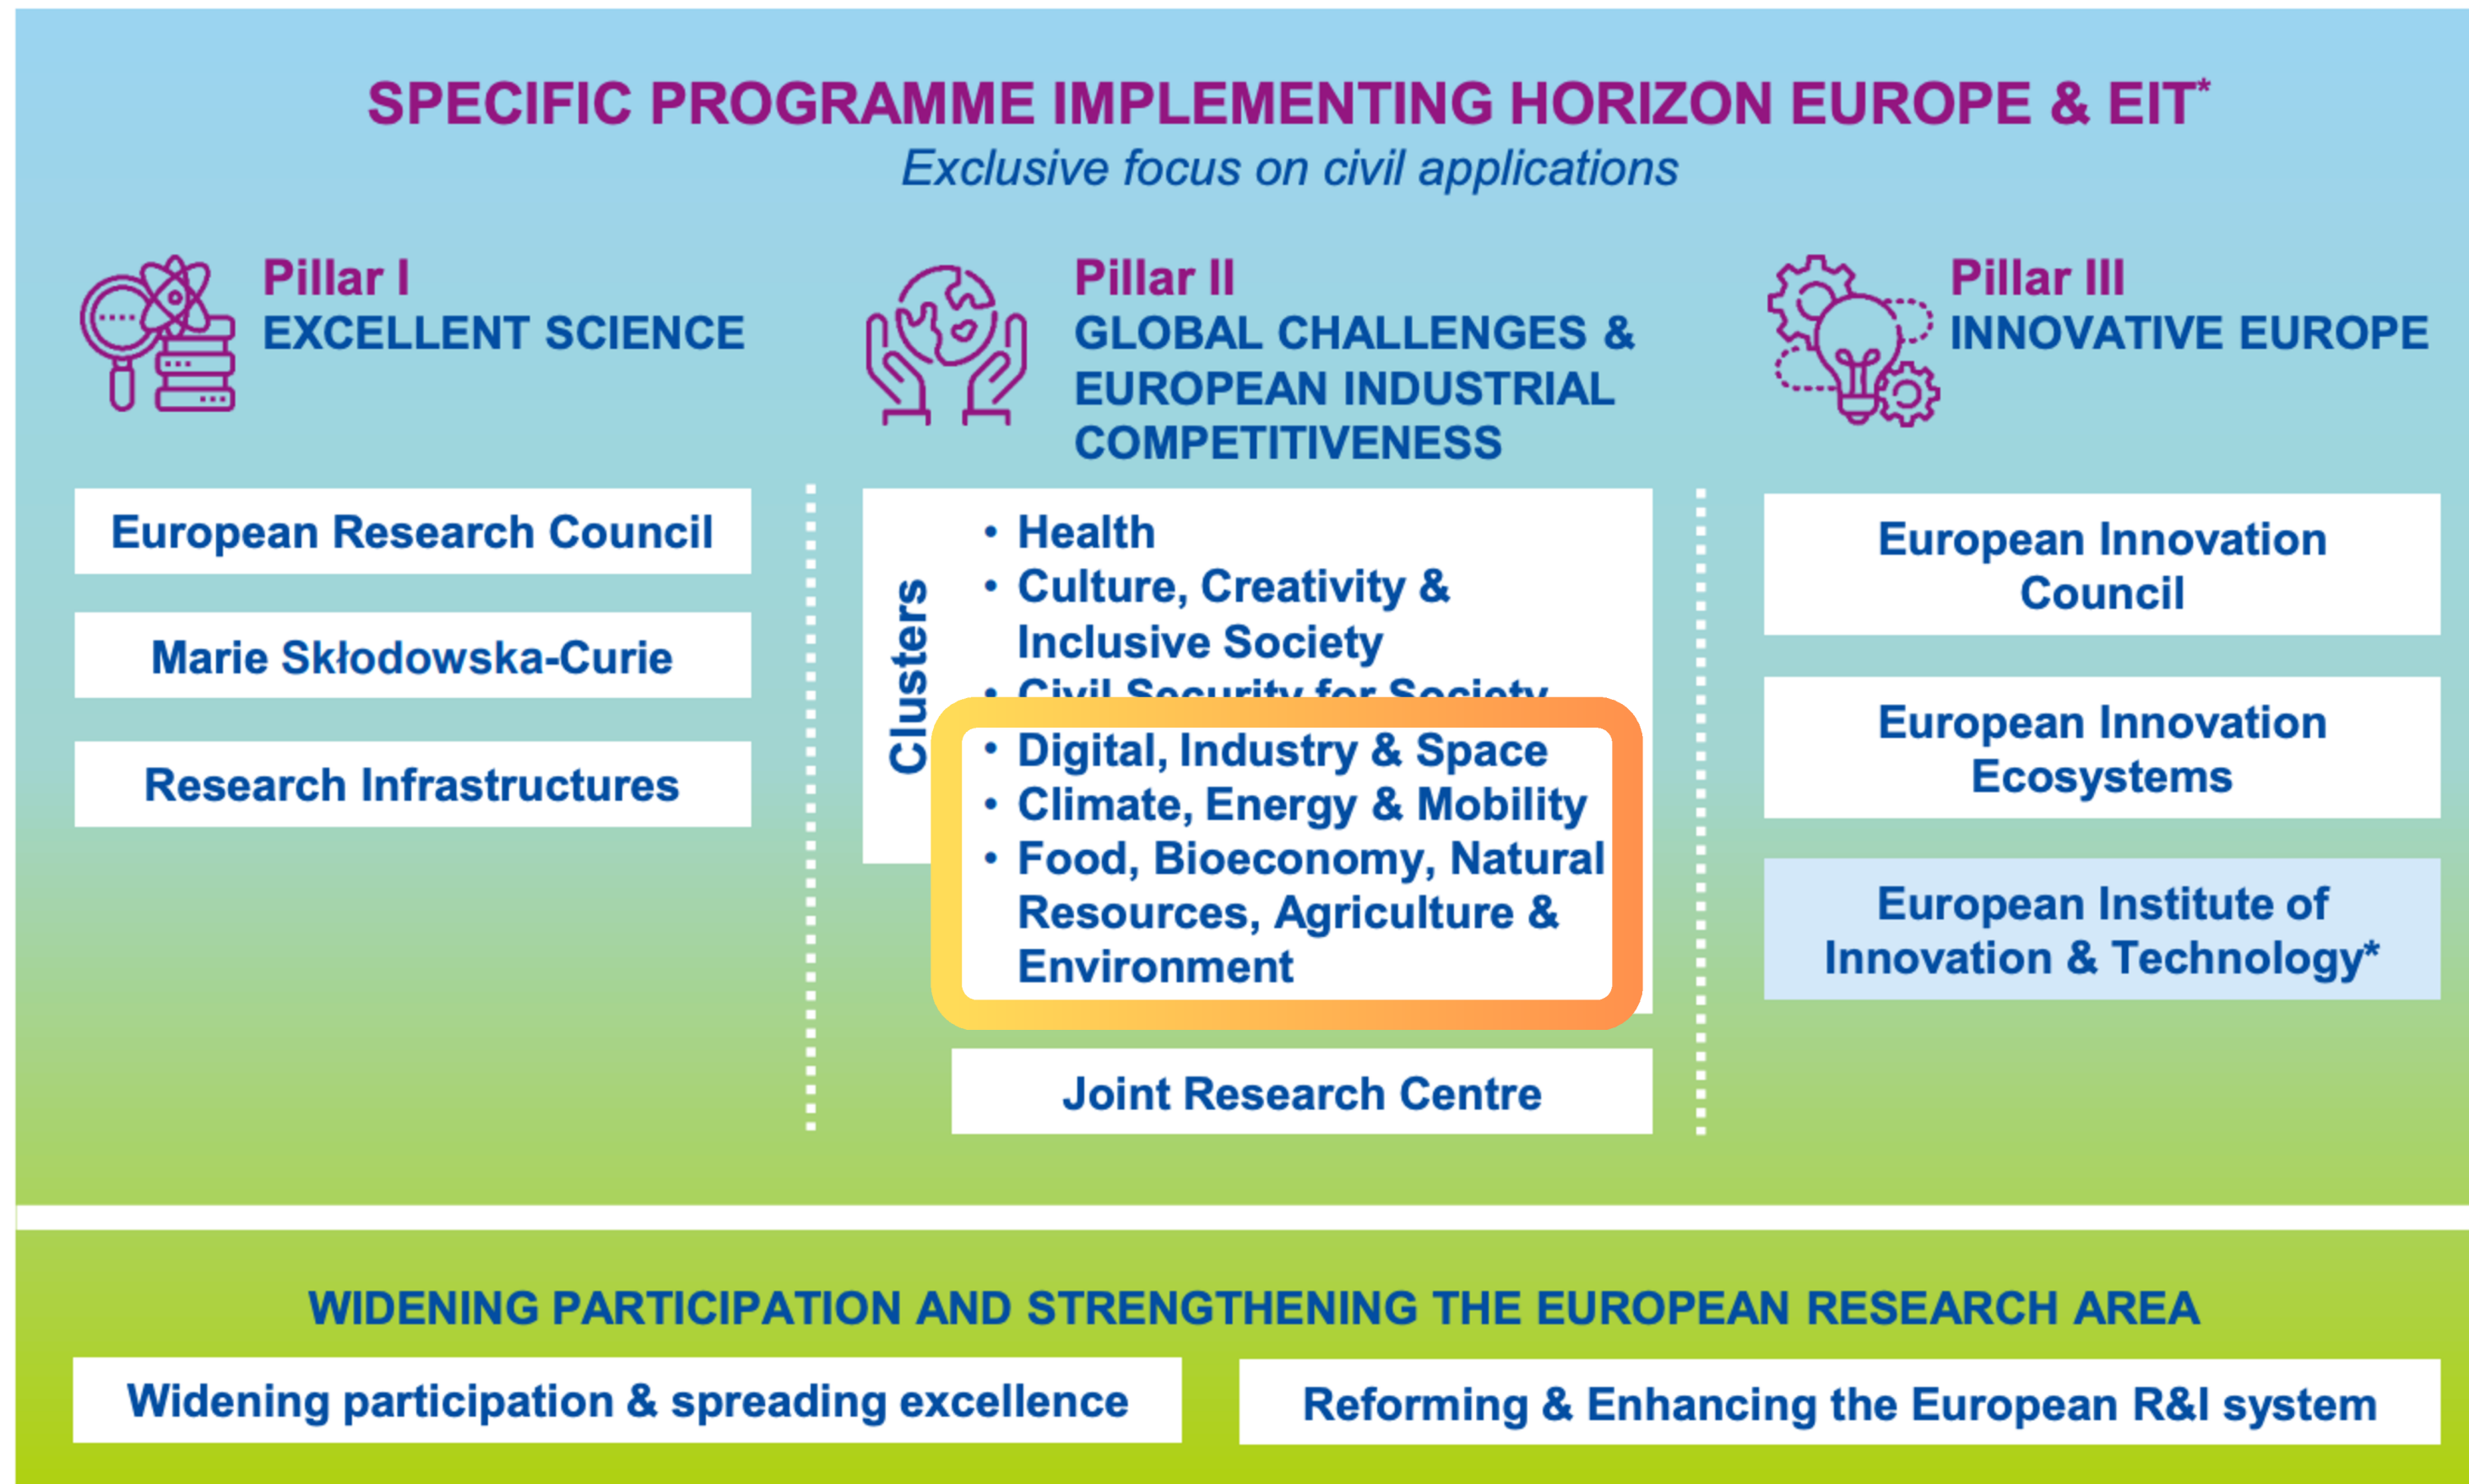 SPECIFIC PROGRAMME IMPLEMENTING HORIZON EUROPE & EIT*
Exclusive focus on civil applications
Pillar I
EXCELLENT SCIENCE
European Research Council
Marie Skłodowska-Curie
Research Infrastructures
Pillar II
GLOBAL CHALLENGES &
EUROPEAN INDUSTRIAL
COMPETITIVENESS
Clusters
• Health
• Culture, Creativity &
Inclusive Society
• Civil Security for Society
• Digital, Industry & Space
• Climate, Energy & Mobility
• Food, Bioeconomy, Natural
Resources, Agriculture &
Environment
Joint Research Centre
Pillar III
INNOVATIVE EUROPE
European Innovation
Council
European Innovation
Ecosystems
European Institute of
Innovation & Technology*
WIDENING PARTICIPATION AND STRENGTHENING THE EUROPEAN RESEARCH AREA
Widening participation & spreading excellence
Reforming & Enhancing the European R&I system